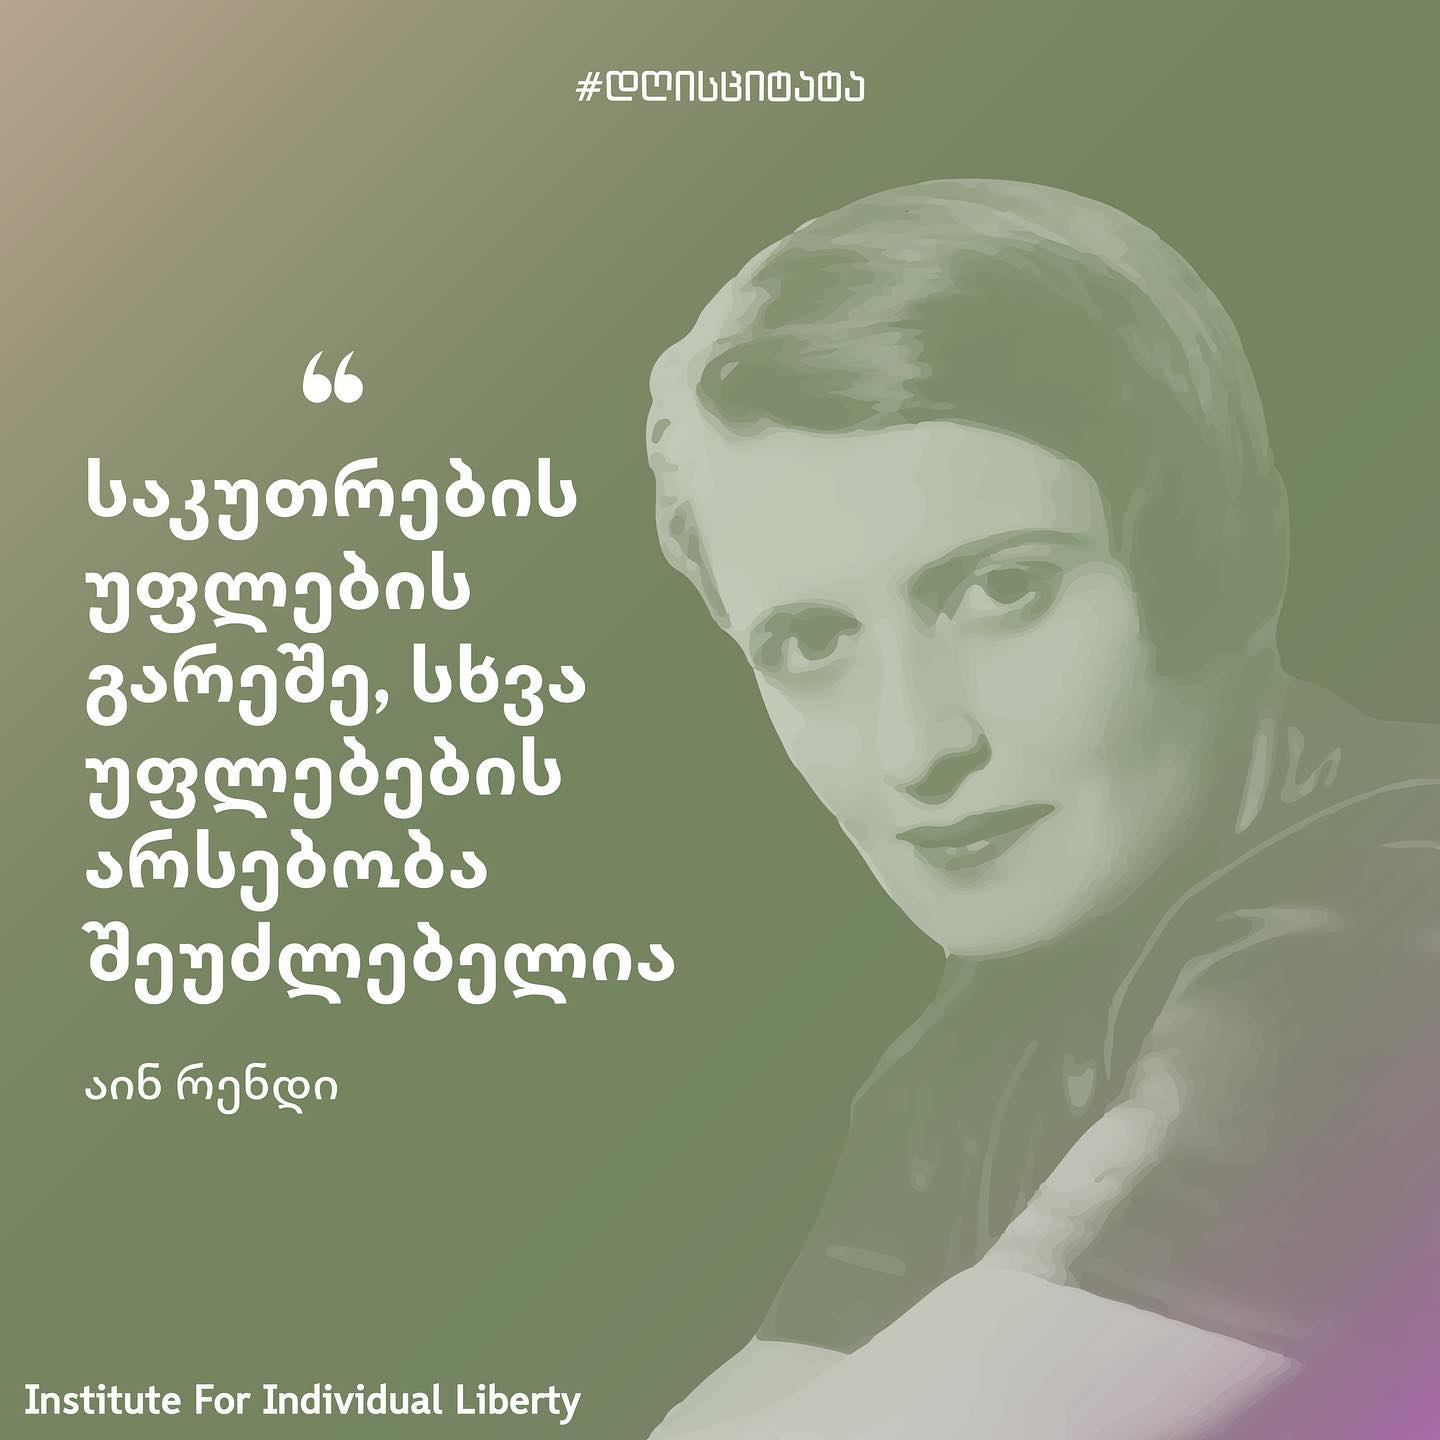 #დღისციტატა
“
საკუთრების
უფლების
გარეშე, სხვა
უფლებების
არსებობა
შეუძლებელია
აინ რენდი
Institute For Individual Liberty